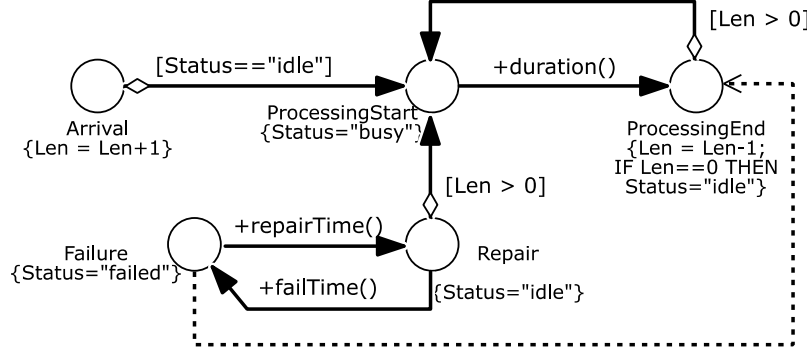 [Len > 0]
[Status=="idle"]
+duration()
Arrival
{Len = Len+1}
ProcessingStart
{Status="busy"}
ProcessingEnd
{Len = Len-1;
IF Len==0 THEN
Status="idle"}
[Len > 0]
+repairTime()
Failure
{Status="failed"}
Repair
+failTime()
{Status="idle"}